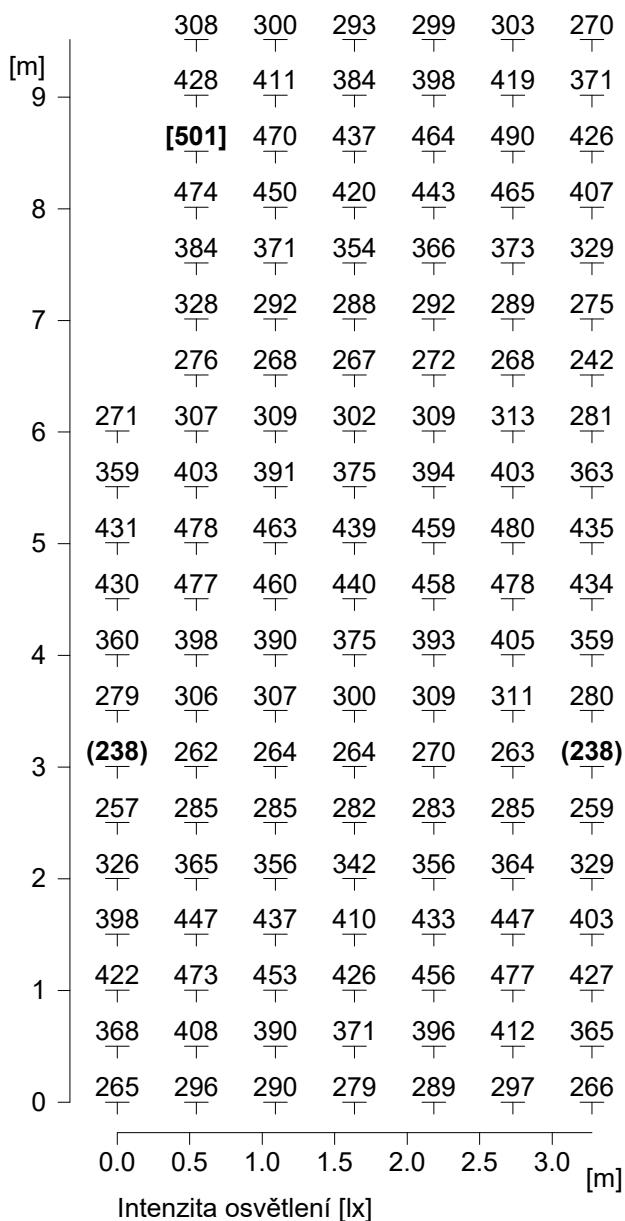 308 300 293 299 303 270
[m]
428 411 384 398 419 371
9
[501] 470 437 464 490 426
474 450 420 443 465 407
8
384 371 354 366 373 329
328 292 288 292 289 275
7
276 268 267 272 268 242
271 307 309 302 309 313 281
6
359 403 391 375 394 403 363
431 478 463 439 459 480 435
5
430 477 460 440 458 478 434
360 398 390 375 393 405 359
4
279 306 307 300 309 311 280
(238) 262 264 264 270 263 (238)
3
257 285 285 282 283 285 259
326 365 356 342 356 364 329
2
398 447 437 410 433 447 403
422 473 453 426 456 477 427
1
368 408 390 371 396 412 365
265 296 290 279 289 297 266
0
0.0 0.5 1.0 1.5 2.0 2.5 3.0
[m]
Intenzita osvětlení [lx]